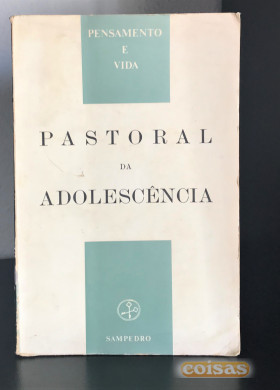 PENSAMENTO
E
VIDA
PASTORAL
DA
ADOLESCÊNCIA
SAMPEDRO
coisas